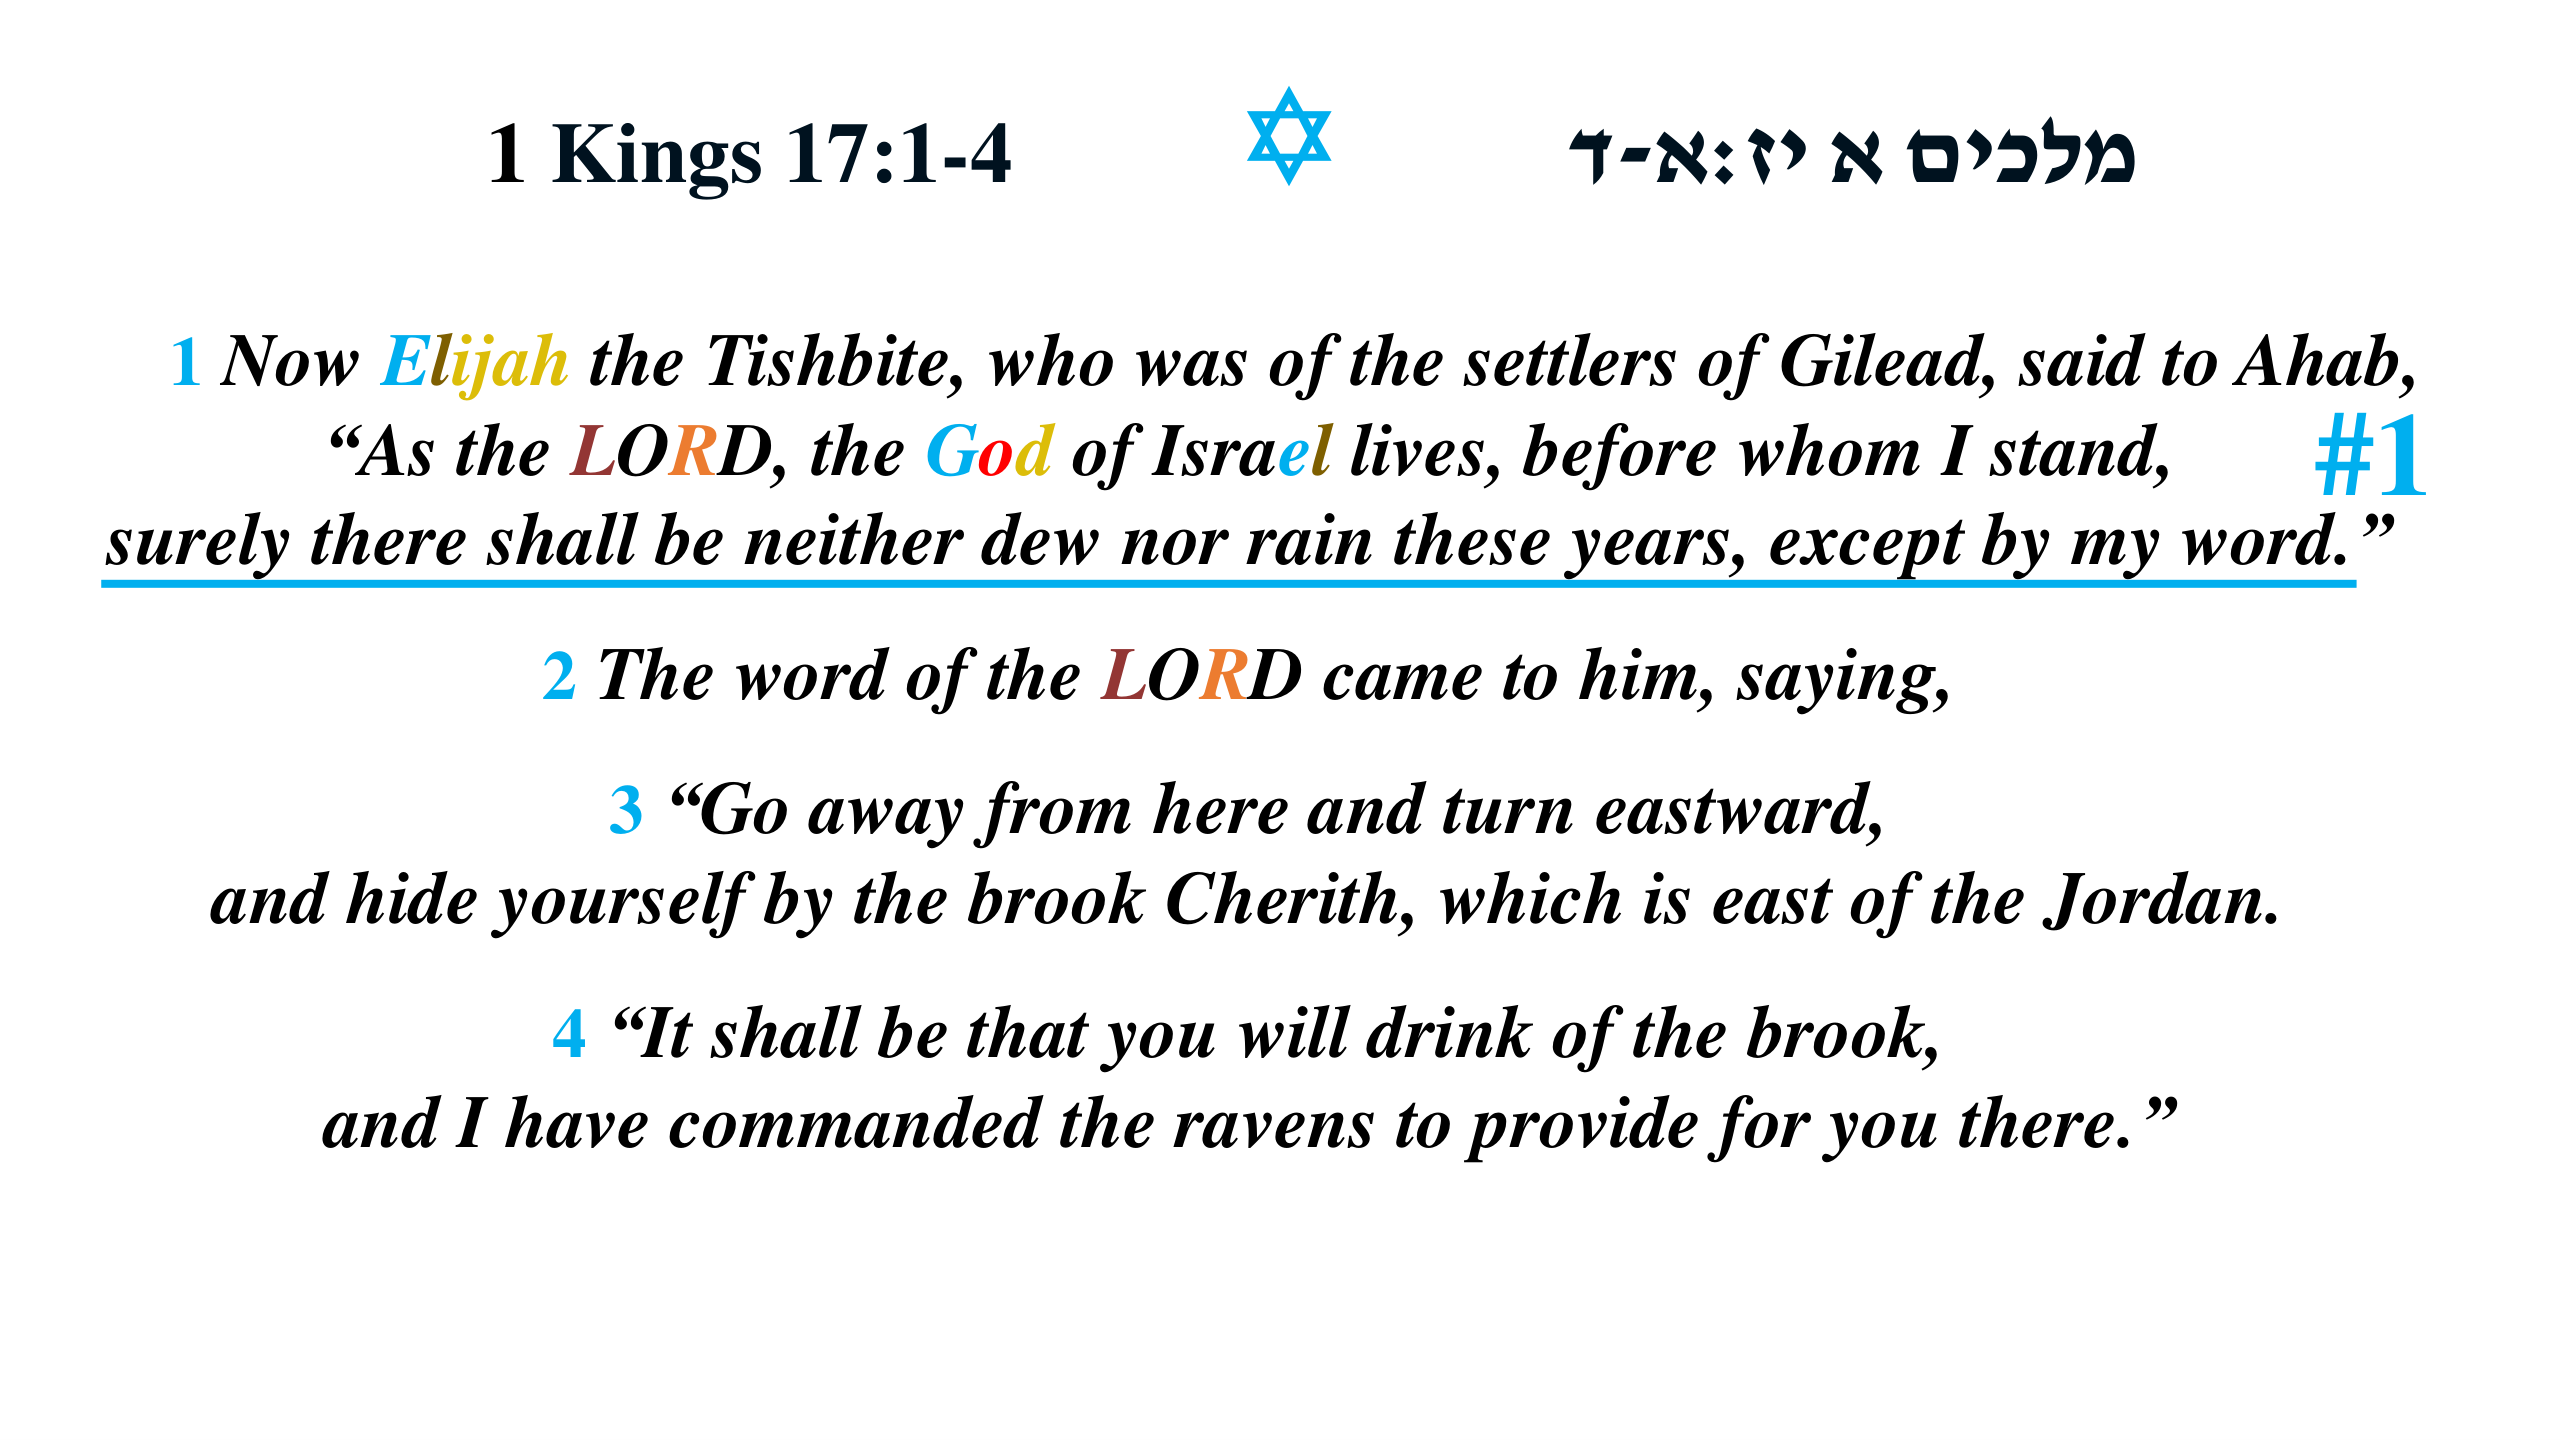 1 Kings 17:1-4 ✡ מלכים א יז:א-ד
1 Now Elijah the Tishbite, who was of the settlers of Gilead, said to Ahab,
“As the LORD, the God of Israel lives, before whom I stand, #1
surely there shall be neither dew nor rain these years, except by my word.”
2 The word of the LORD came to him, saying,
3 “Go away from here and turn eastward,
and hide yourself by the brook Cherith, which is east of the Jordan.
4 “It shall be that you will drink of the brook,
and I have commanded the ravens to provide for you there.”